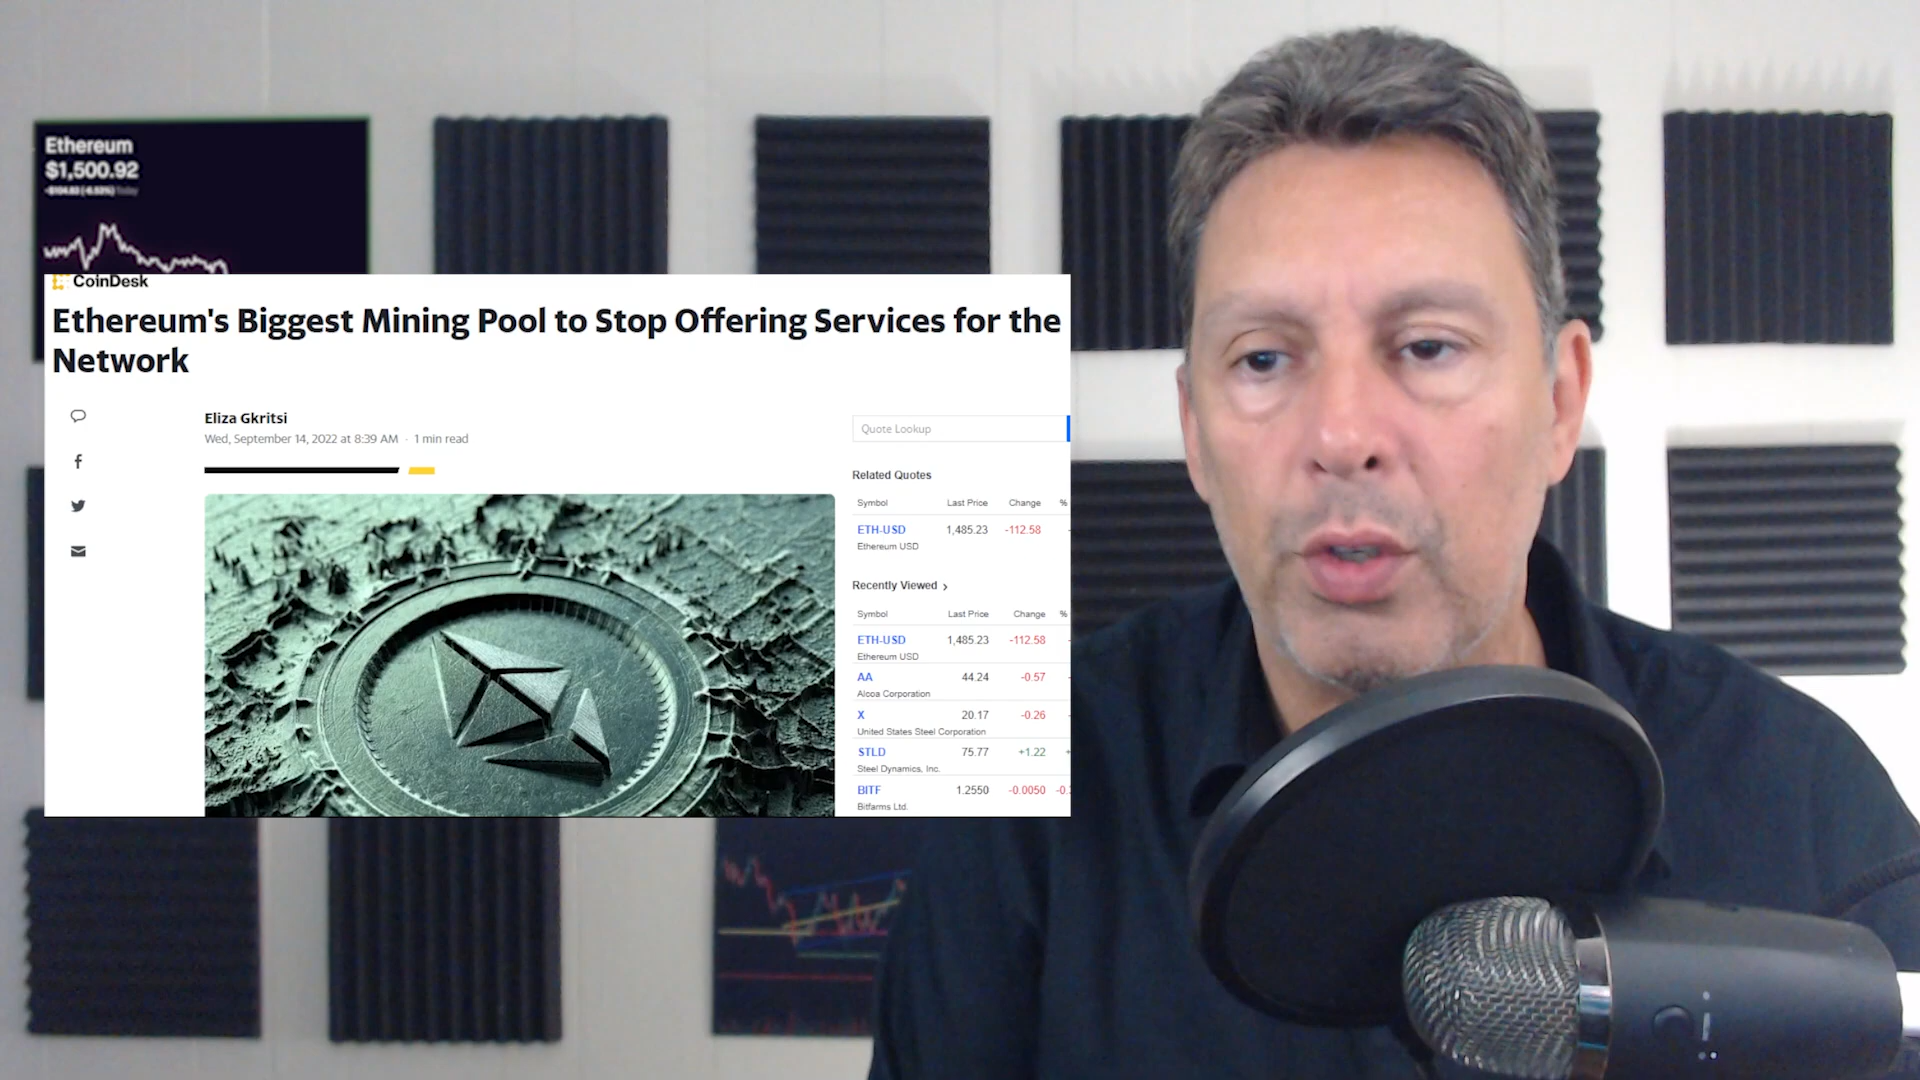 Ethereum
$1,500.92
CoinDesk
Ethereum's Biggest Mining Pool to Stop Offering Services for the
Network
Eliza Gkritsi
Wed, September 14, 2022 at 8:39 AM · 1 min read
Quote Lookup
Related Quotes
Symbol Last Price Change %
ETH-USD 1,485.23 -112.58 -
Ethereum USD
Recently Viewed >
Symbol Last Price Change %
ETH-USD 1,485.23 -112.58 -
Ethereum USD
AA 44.24 -0.57 -
Alcoa Corporation
X 20.17 -0.26 -
United States Steel Corporation
STLD 75.77 +1.22 +
Steel Dynamics, Inc.
BITF 1.2550 -0.0050 -0.
Bitfarms Ltd.